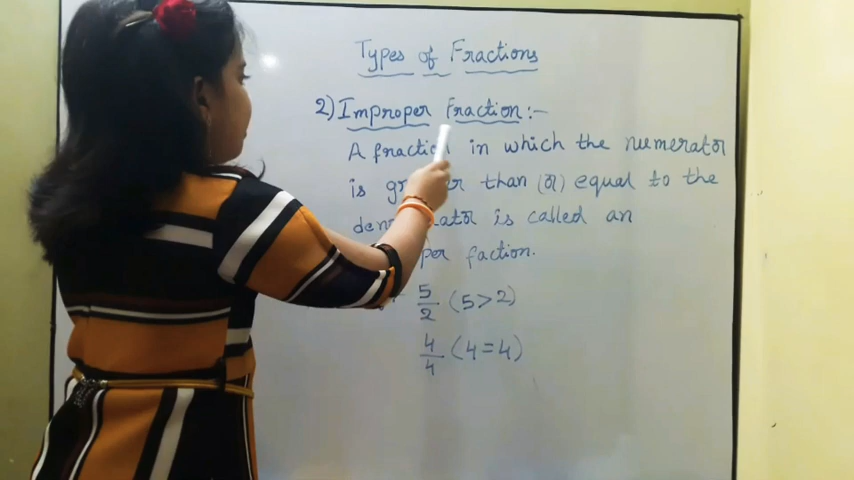 Types of Fractions
2) Improper Fraction :-
A fraction in which the numerator
is than (or) equal to the
is called an
faction.
5/2 (5>2)
4/4 (4=4)